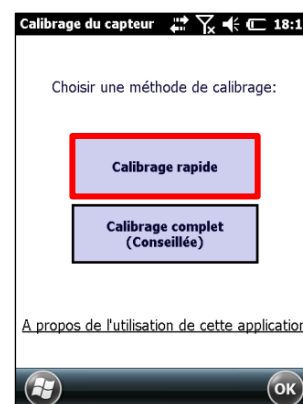 Calibrage du capteur 18:1
Choisir une méthode de calibrage:
Calibrage rapide
Calibrage complet
(Conseillée)
A propos de l'utilisation de cette application
OK